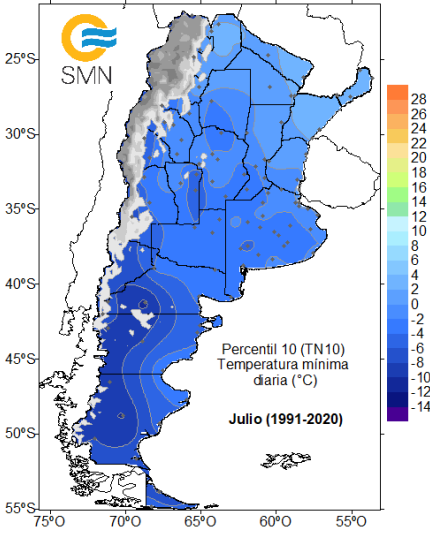 SMN
25°S
30°S
35°S
40°S
45°S
50°S
55°S
75°O
70°O
65°O
60°O
55°O
Percentil 10 (TN10)
Temperatura mínima
diaria (°C)
Julio (1991-2020)
28
26
24
22
20
18
16
14
12
10
8
6
4
2
0
-2
-4
-6
-8
-10
-12
-14